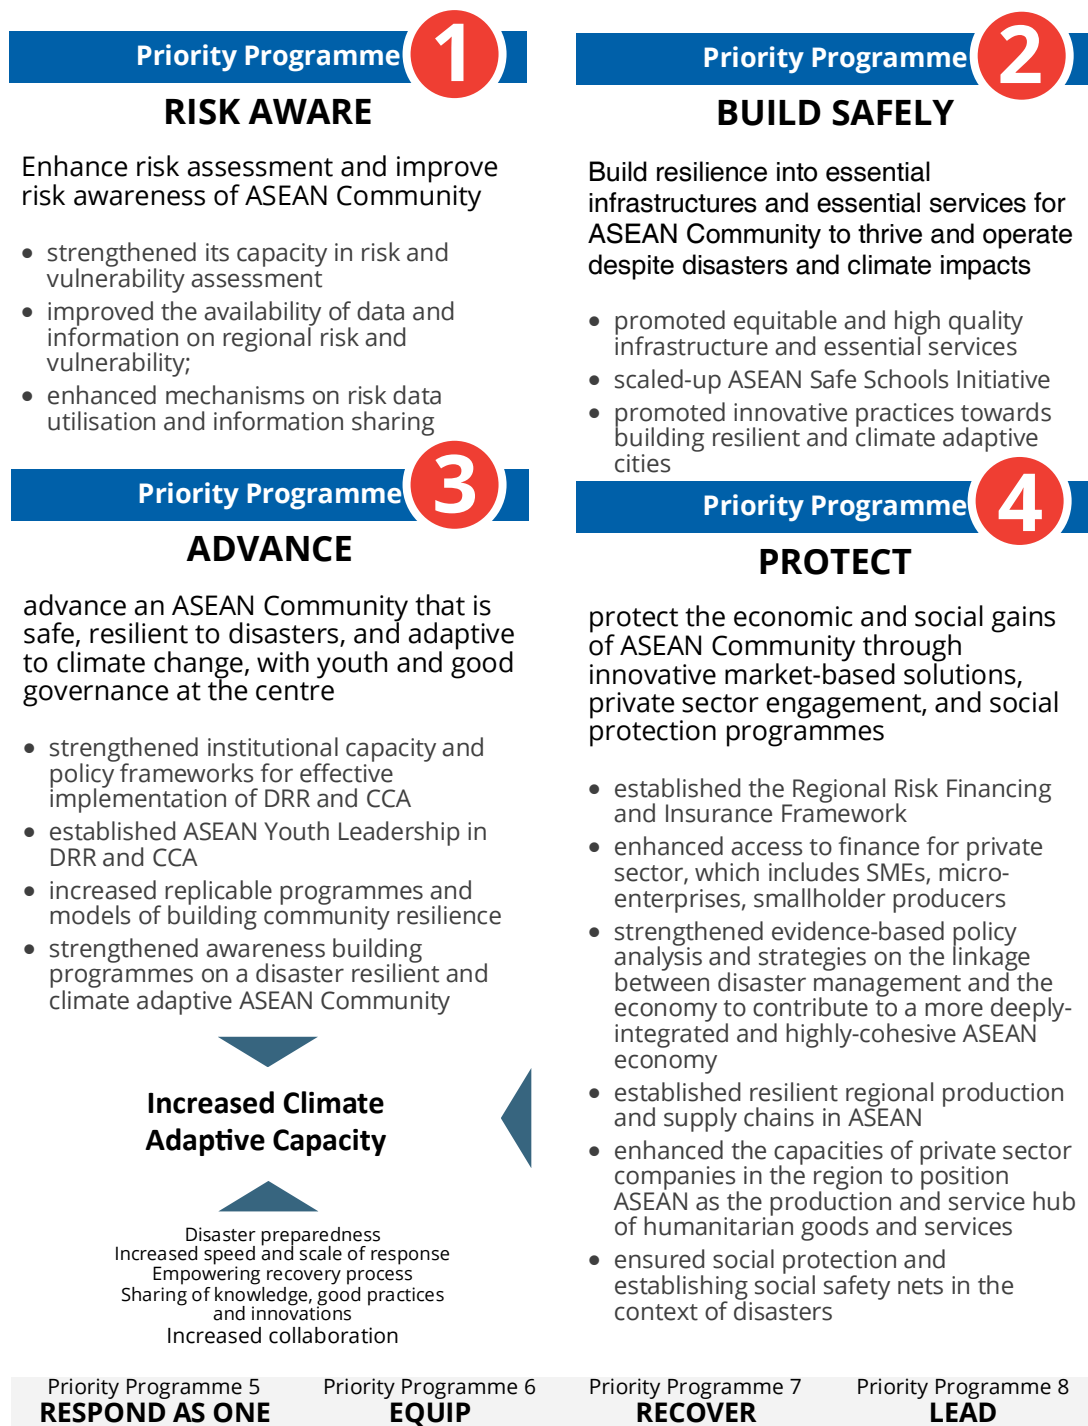 Priority Programme 1
RISK AWARE
Enhance risk assessment and improve
risk awareness of ASEAN Community
• strengthened its capacity in risk and
vulnerability assessment
• improved the availability of data and
information on regional risk and
vulnerability;
• enhanced mechanisms on risk data
utilisation and information sharing
Priority Programme 2
BUILD SAFELY
Build resilience into essential
infrastructures and essential services for
ASEAN Community to thrive and operate
despite disasters and climate impacts
• promoted equitable and high quality
infrastructure and essential services
• scaled-up ASEAN Safe Schools Initiative
• promoted innovative practices towards
building resilient and climate adaptive
cities
Priority Programme 3
ADVANCE
advance an ASEAN Community that is
safe, resilient to disasters, and adaptive
to climate change, with youth and good
governance at the centre
• strengthened institutional capacity and
policy frameworks for effective
implementation of DRR and CCA
• established ASEAN Youth Leadership in
DRR and CCA
• increased replicable programmes and
models of building community resilience
• strengthened awareness building
programmes on a disaster resilient and
climate adaptive ASEAN Community
Priority Programme 4
PROTECT
protect the economic and social gains
of ASEAN Community through
innovative market-based solutions,
private sector engagement, and social
protection programmes
• established the Regional Risk Financing
and Insurance Framework
• enhanced access to finance for private
sector, which includes SMEs, micro-
enterprises, smallholder producers
• strengthened evidence-based policy
analysis and strategies on the linkage
between disaster management and the
economy to contribute to a more deeply-
integrated and highly-cohesive ASEAN
economy
• established resilient regional production
and supply chains in ASEAN
• enhanced the capacities of private sector
companies in the region to position
ASEAN as the production and service hub
of humanitarian goods and services
• ensured social protection and
establishing social safety nets in the
context of disasters
Increased Climate
Adaptive Capacity
Disaster preparedness
Increased speed and scale of response
Empowering recovery process
Sharing of knowledge, good practices
and innovations
Increased collaboration
Priority Programme 5
RESPOND AS ONE
Priority Programme 6
EQUIP
Priority Programme 7
RECOVER
Priority Programme 8
LEAD